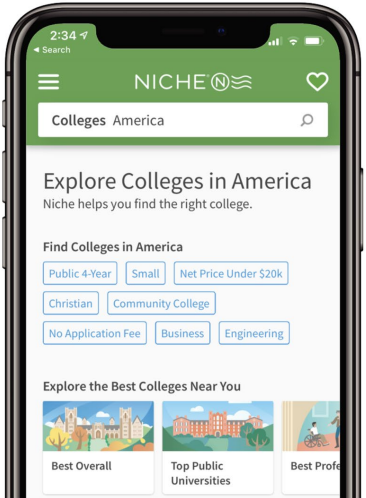 2:34
Search
NICHE N
Colleges America
Explore Colleges in America
Niche helps you find the right college.
Find Colleges in America
Public 4-Year Small Net Price Under $20k
Christian Community College
No Application Fee Business Engineering
Explore the Best Colleges Near You
Best Overall Top Public Best Profe
Universities